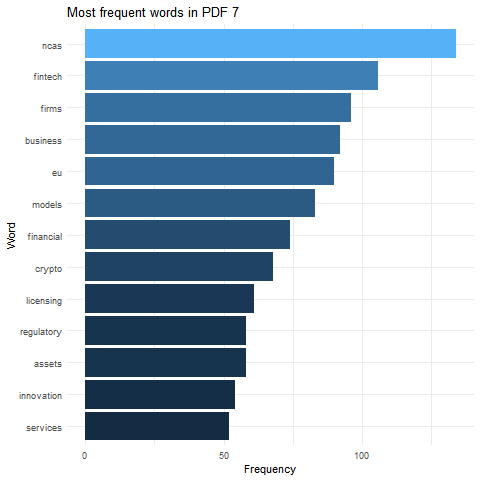 Most frequent words in PDF 7
ncas
fintech
firms
business
eu
models
financial
crypto
licensing
regulatory
assets
innovation
services
Word
0 50 100
Frequency